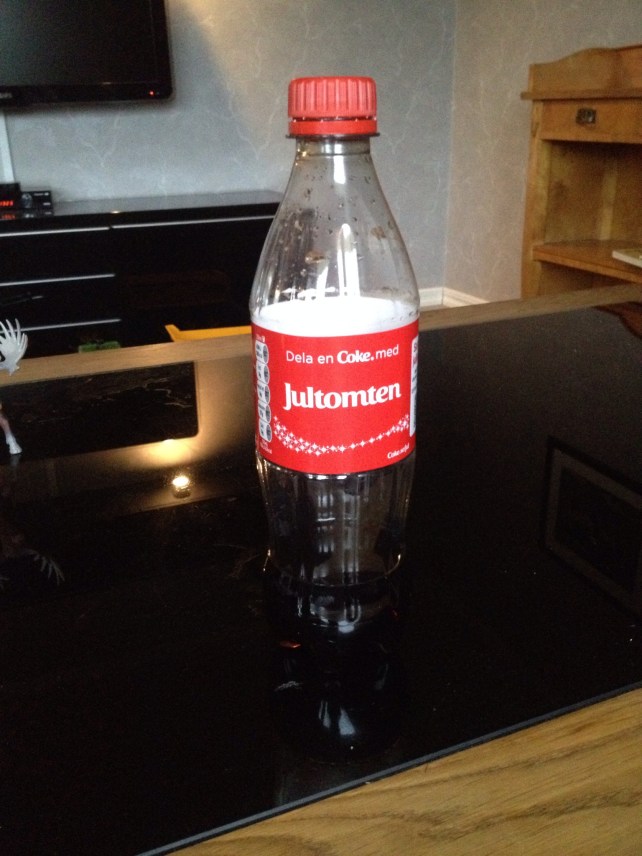 Dela en Coke. med
Jultomten